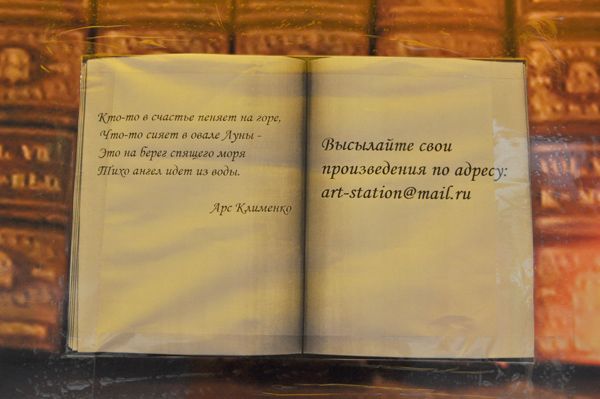 Кто-то в счастье пеняет на горе,
Что-то сияет в овале Луны -
Это на берег спящего моря
Тихо ангел идет из воды.
Арс Клименко
Высылайте свои
произведения по адресу:
art-station@mail.ru